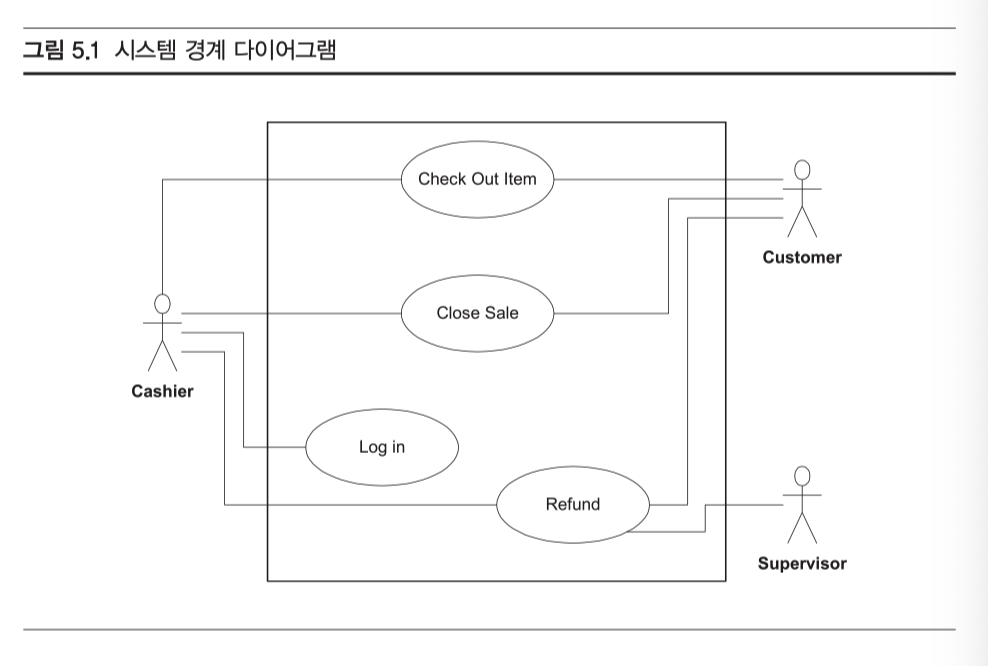 그림 5.1 시스템 경계 다이어그램
Check Out Item
Customer
Close Sale
Cashier
Log in
Refund
Supervisor